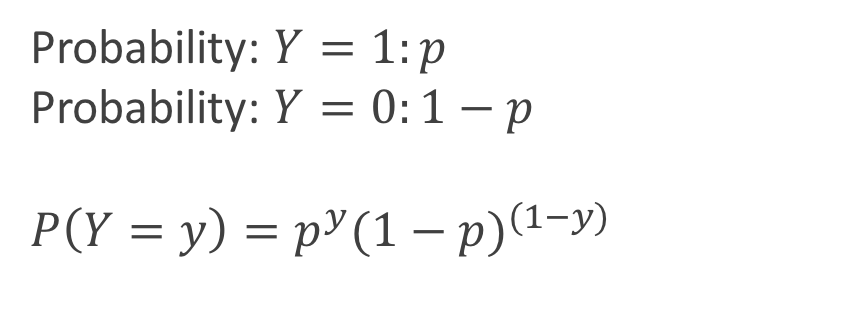 Probability: 𝑌 = 1: 𝑝
Probability: 𝑌 = 0: 1 − 𝑝
𝑃(𝑌 = 𝑦) = 𝑝^𝑦 (1 − 𝑝)^(1−𝑦)